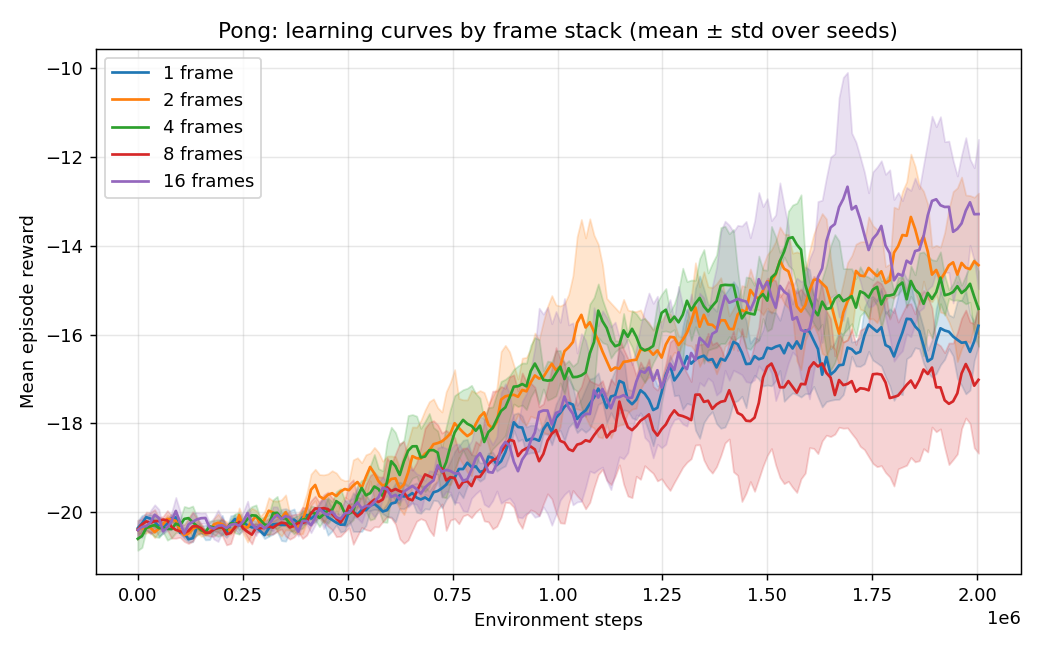 Pong: learning curves by frame stack (mean ± std over seeds)
1 frame
2 frames
4 frames
8 frames
16 frames
Mean episode reward
−10
−12
−14
−16
−18
−20
0.00 0.25 0.50 0.75 1.00 1.25 1.50 1.75 2.00
1e6
Environment steps